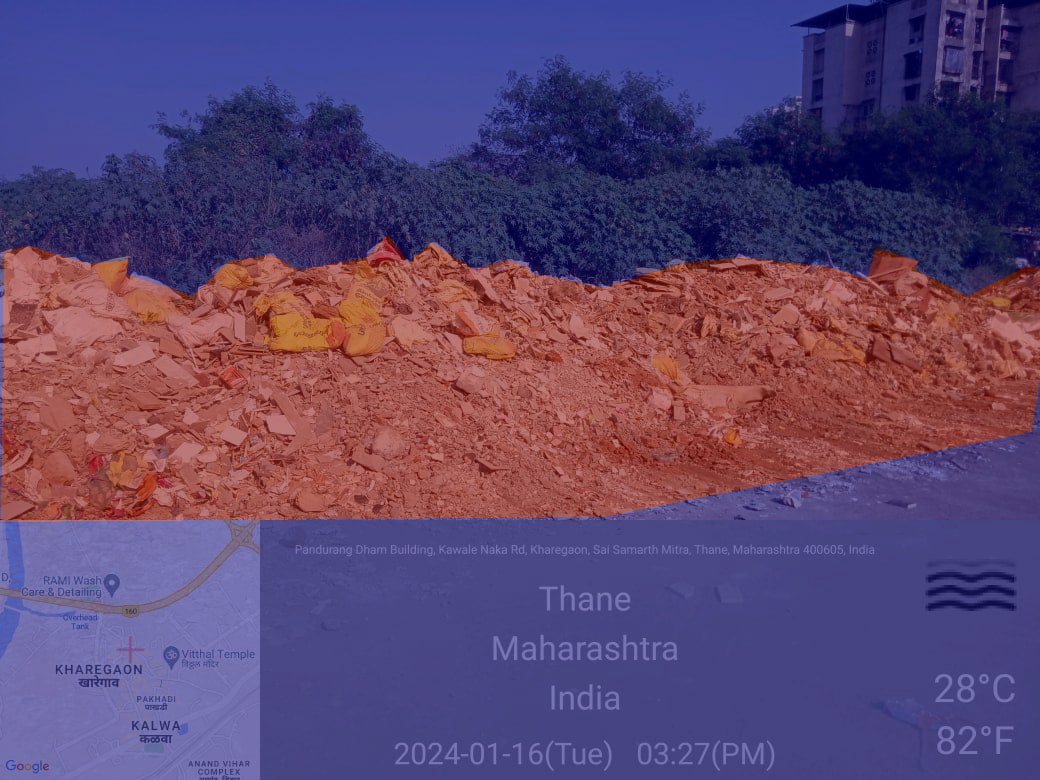 Pandurang Dham Building, Kawale Naka Rd, Kharegaon, Sai Samarth Mitra, Thane, Maharashtra 400605, India
Thane
Maharashtra
India
2024-01-16(Tue) 03:27(PM)
28°C
82°F
D.
RAMI Wash
Care & Detailing
160
Overhead
Tank
Vitthal Temple
विठ्ठल मंदिर
KHAREGAON
खारेगाव
PAKHADI
पाखडी
KALWA
कळवा
ANAND VIHAR
COMPLEX
Google